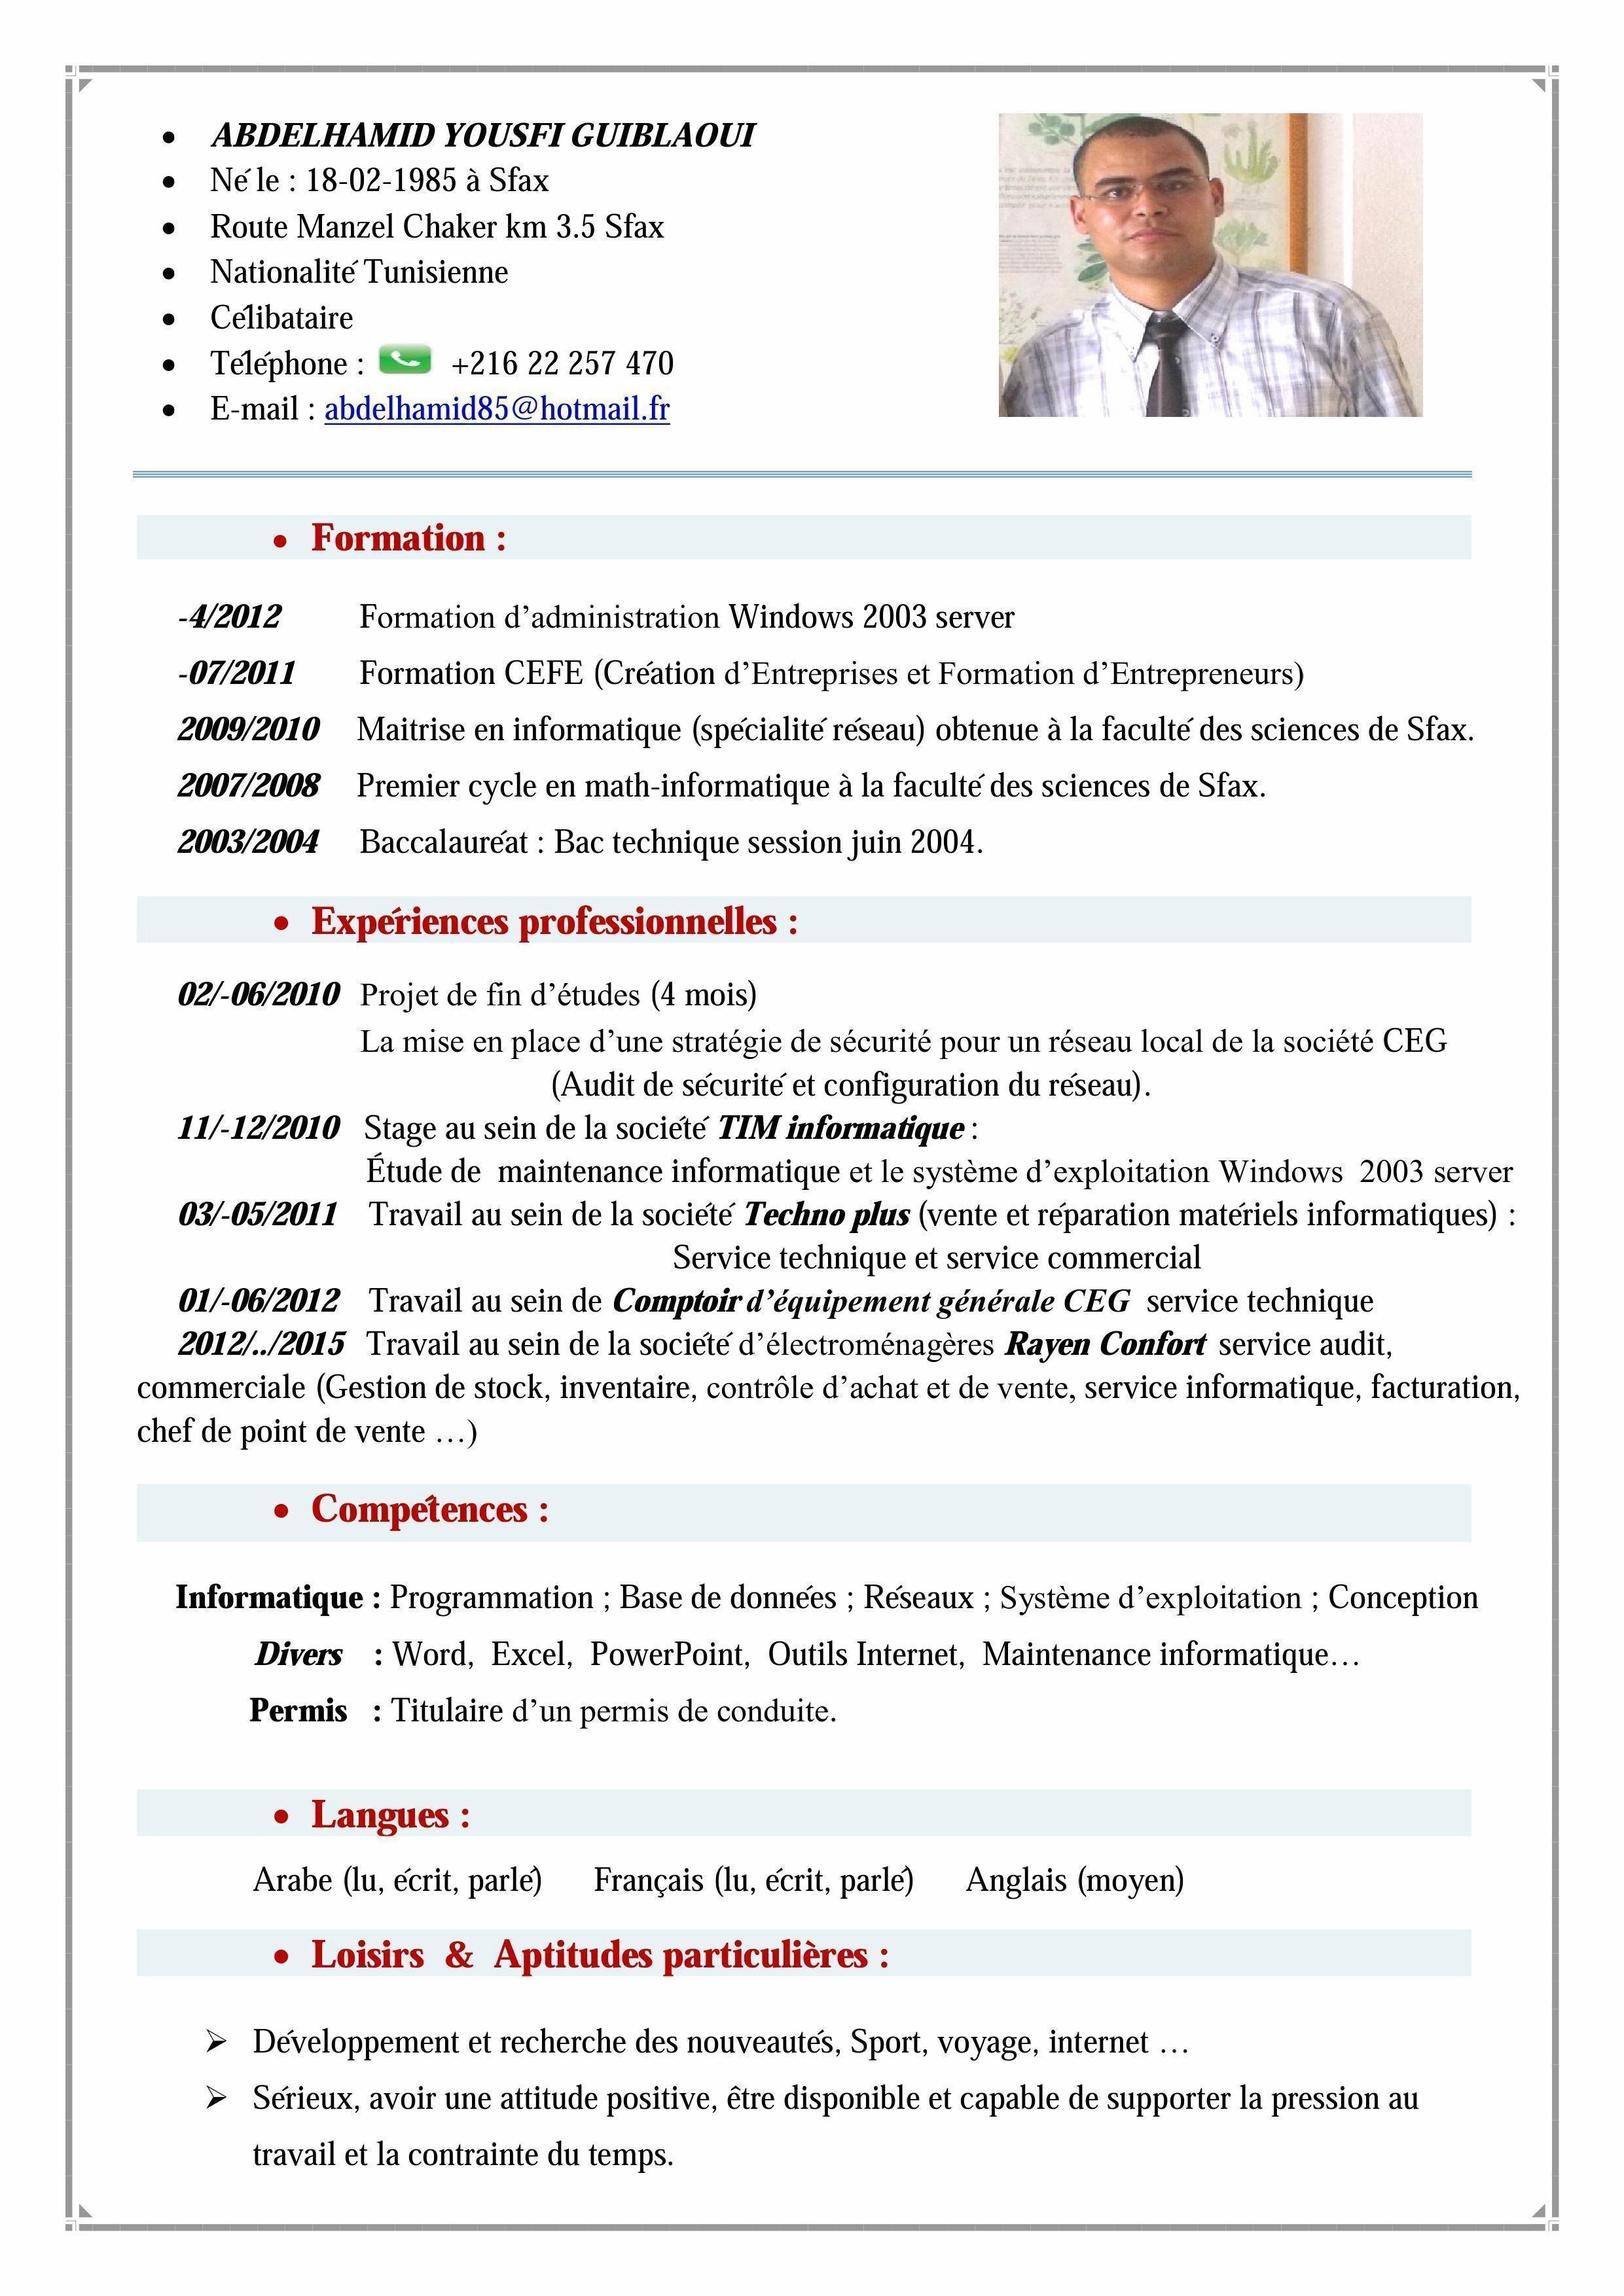 ABDELHAMID YOUSFI GUIBLAOUI
Né le : 18-02-1985 à Sfax
Route Manzel Chaker km 3.5 Sfax
Nationalité Tunisienne
Célibataire
Téléphone : +216 22 257 470
E-mail : abdelhamid85@hotmail.fr
• Formation :
-4/2012 Formation d’administration Windows 2003 server
-07/2011 Formation CEFE (Création d’Entreprises et Formation d’Entrepreneurs)
2009/2010 Maitrise en informatique (spécialité réseau) obtenue à la faculté des sciences de Sfax.
2007/2008 Premier cycle en math-informatique à la faculté des sciences de Sfax.
2003/2004 Baccalauréat : Bac technique session juin 2004.
• Expériences professionnelles :
02/-06/2010 Projet de fin d’études (4 mois)
La mise en place d’une stratégie de sécurité pour un réseau local de la société CEG
(Audit de sécurité et configuration du réseau).
11/-12/2010 Stage au sein de la société TIM informatique :
Étude de maintenance informatique et le système d’exploitation Windows 2003 server
03/-05/2011 Travail au sein de la société Techno plus (vente et réparation matériels informatiques) :
Service technique et service commercial
01/-06/2012 Travail au sein de Comptoir d’équipement générale CEG service technique
2012/../2015 Travail au sein de la société d’électroménagères Rayen Confort service audit,
commerciale (Gestion de stock, inventaire, contrôle d’achat et de vente, service informatique, facturation,
chef de point de vente …)
• Compétences :
Informatique : Programmation ; Base de données ; Réseaux ; Système d’exploitation ; Conception
Divers : Word, Excel, PowerPoint, Outils Internet, Maintenance informatique…
Permis : Titulaire d’un permis de conduite.
• Langues :
Arabe (lu, écrit, parlé) Français (lu, écrit, parlé) Anglais (moyen)
• Loisirs & Aptitudes particulières :
Développement et recherche des nouveautés, Sport, voyage, internet …
Sérieux, avoir une attitude positive, être disponible et capable de supporter la pression au
travail et la contrainte du temps.